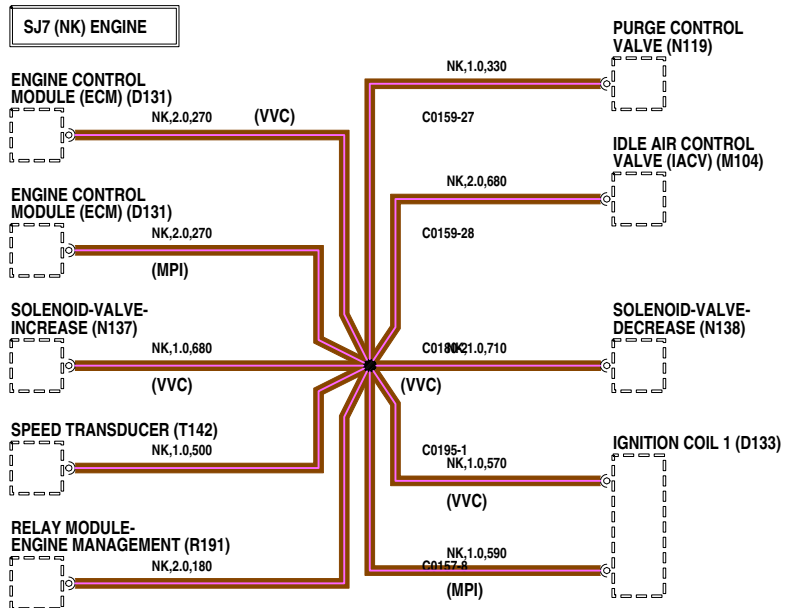 SJ7 (NK) ENGINE
PURGE CONTROL
VALVE (N119)
NK,1.0,330
ENGINE CONTROL
MODULE (ECM) (D131)
NK,2.0,270
(VVC)
C0159-27
IDLE AIR CONTROL
VALVE (IACV) (M104)
NK,2.0,680
ENGINE CONTROL
MODULE (ECM) (D131)
NK,2.0,270
C0159-28
(MPI)
SOLENOID-VALVE-
INCREASE (N137)
NK,1.0,680
(VVC)
SOLENOID-VALVE-
DECREASE (N138)
NK,1.0,710
(VVC)
SPEED TRANSDUCER (T142)
NK,1.0,500
C0195-1
IGNITION COIL 1 (D133)
NK,1.0,570
(VVC)
RELAY MODULE-
ENGINE MANAGEMENT (R191)
NK,2.0,180
NK,1.0,590
C0157-8
(MPI)